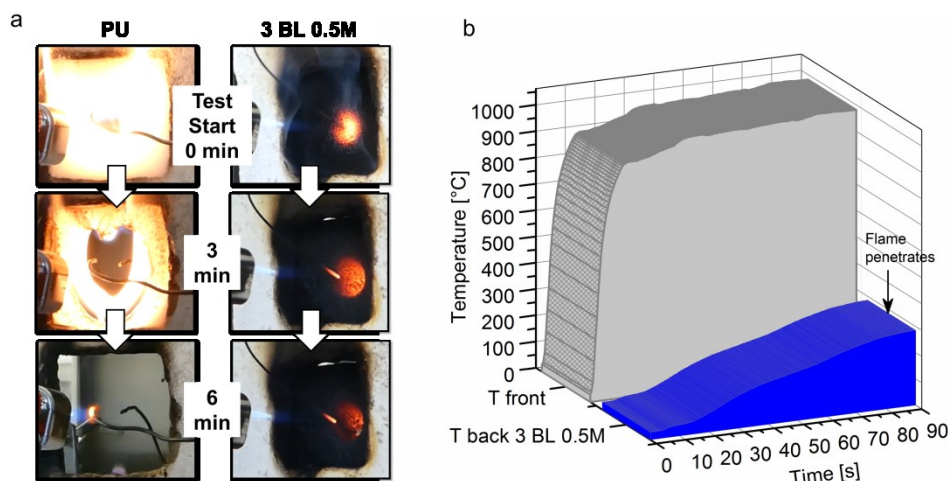 a
PU
3 BL 0.5M
Test
Start
0 min
3
min
6
min
b
Temperature [°C]
1000
900
800
700
600
500
400
300
200
100
0
T front
T back 3 BL 0.5M
0 10 20 30 40 50 60 70 80 90
Time [s]
Flame
penetrates